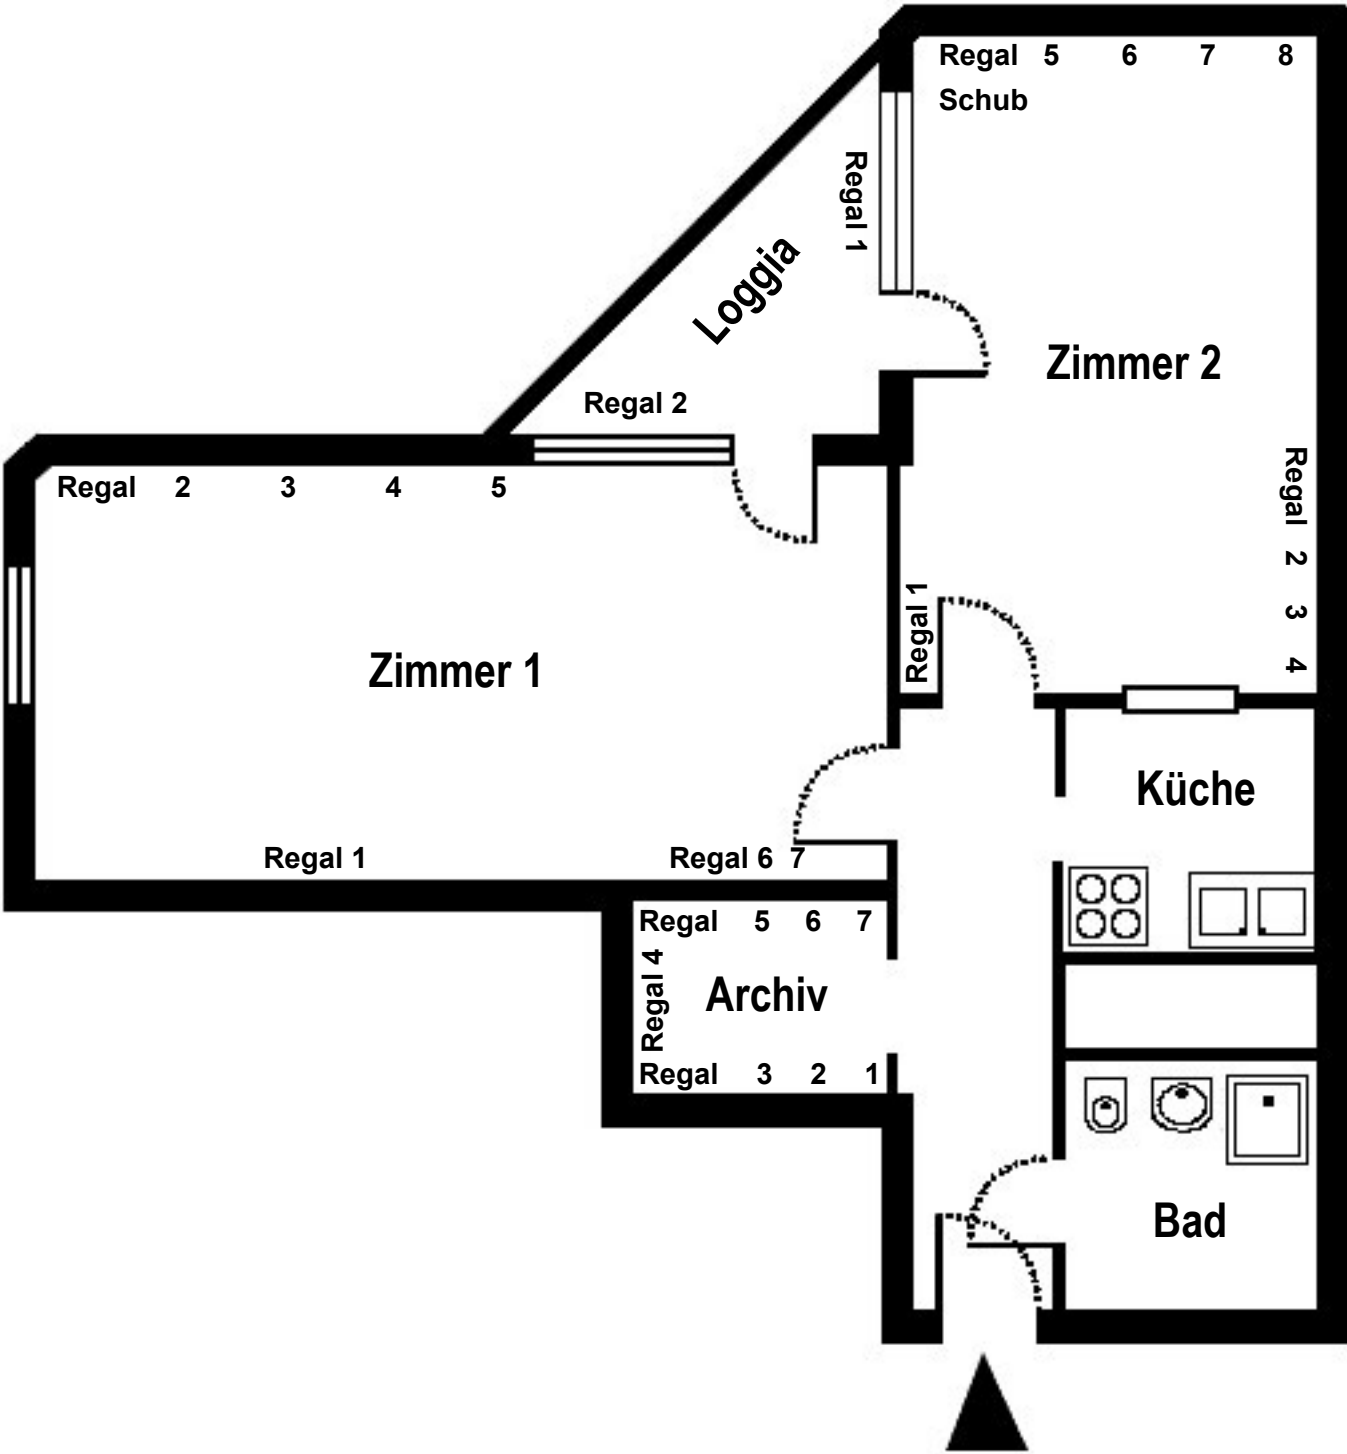 Regal 5 6 7 8
Schub
Regal 1
Loggia
Zimmer 2
Regal 2
Regal 2 3 4 5
Regal 2 3 4
Regal 1
Zimmer 1
Küche
Regal 1
Regal 6 7
Regal 5 6 7
Regal 4
Archiv
Regal 3 2 1
Bad